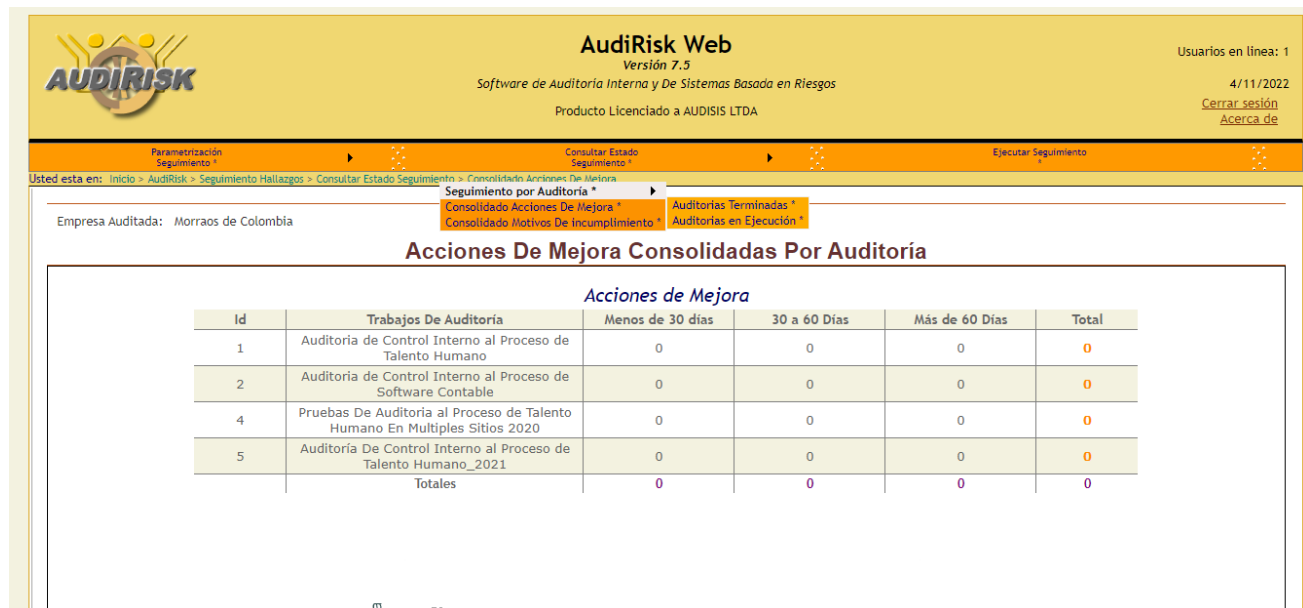 AUDIRISK
AudiRisk Web
Versión 7.5
Software de Auditoria Interna y De Sistemas Basada en Riesgos
Producto Licenciado a AUDISIS LTDA
Usuarios en linea: 1
4/11/2022
Cerrar sesión
Acerca de
Parametrización
Seguimiento *
Consultar Estado
Seguimiento *
Ejecutar Seguimiento
*
Usted esta en: Inicio > AudiRisk > Seguimiento Hallazgos > Consultar Estado Seguimiento > Consolidado Acciones De Mejora
Seguimiento por Auditoría *
Consolidado Acciones De Mejora *
Consolidado Motivos De incumplimiento *
Auditorias Terminadas *
Auditorias en Ejecución *
Empresa Auditada: Morraos de Colombia
Acciones De Mejora Consolidadas Por Auditoría
Acciones de Mejora
Id Trabajos De Auditoría Menos de 30 días 30 a 60 Días Más de 60 Días Total
1 Auditoria de Control Interno al Proceso de
Talento Humano 0 0 0 0
2 Auditoria de Control Interno al Proceso de
Software Contable 0 0 0 0
4 Pruebas De Auditoria al Proceso de Talento
Humano En Multiples Sitios 2020 0 0 0 0
5 Auditoría De Control Interno al Proceso de
Talento Humano_2021 0 0 0 0
Totales 0 0 0 0